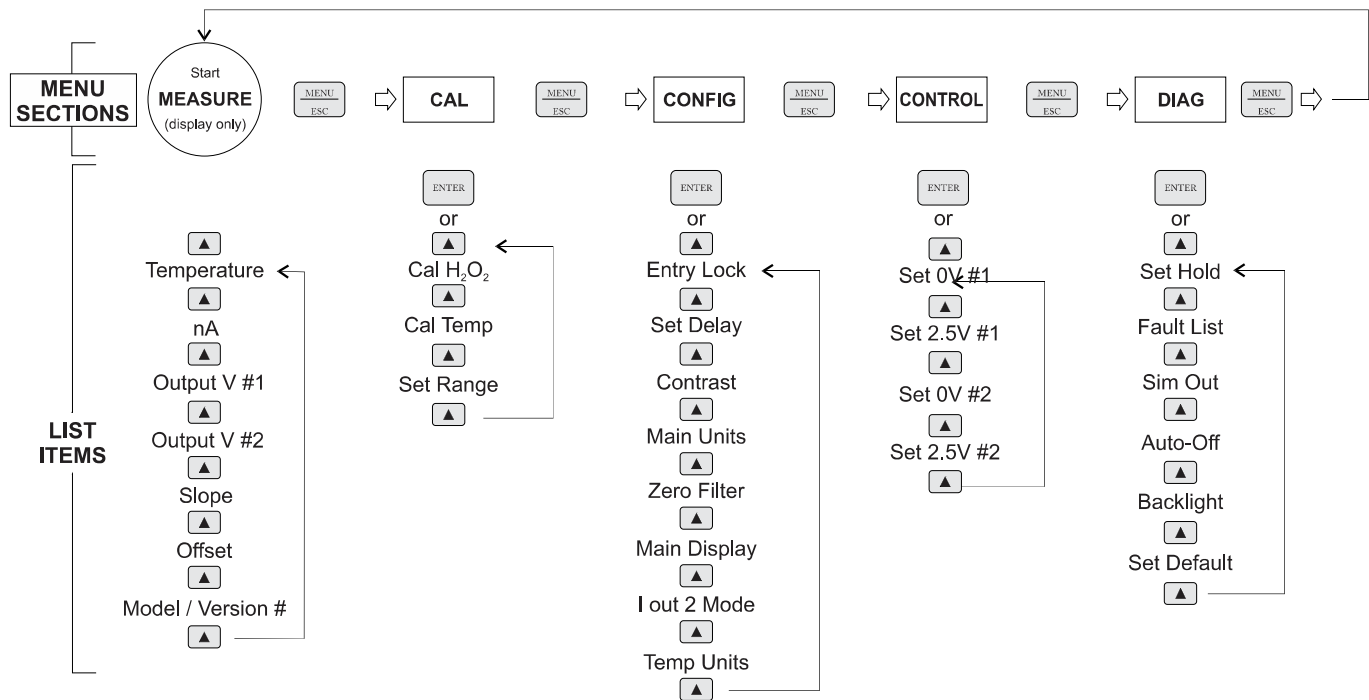 MENU
SECTIONS
Start
MEASURE
(display only)
MENU
ESC
CAL
MENU
ESC
CONFIG
MENU
ESC
CONTROL
MENU
ESC
DIAG
MENU
ESC
LIST
ITEMS
Temperature
nA
Output V #1
Output V #2
Slope
Offset
Model / Version #
ENTER
or
Cal H₂O₂
Cal Temp
Set Range
ENTER
or
Entry Lock
Set Delay
Contrast
Main Units
Zero Filter
Main Display
I out 2 Mode
Temp Units
ENTER
or
Set 0V #1
Set 2.5V #1
Set 0V #2
Set 2.5V #2
ENTER
or
Set Hold
Fault List
Sim Out
Auto-Off
Backlight
Set Default